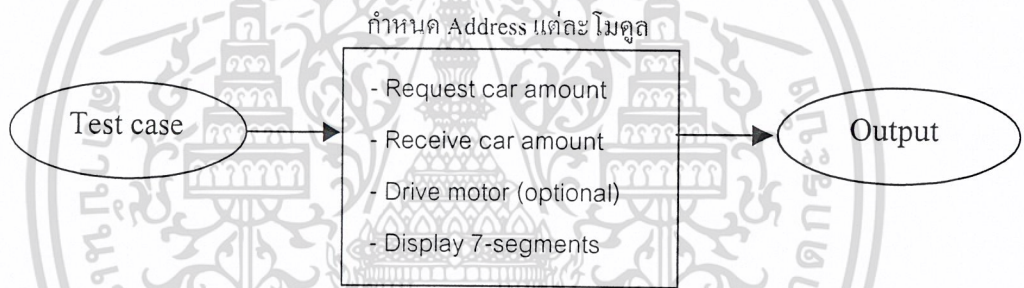 กำหนด Address แต่ละโมดูล
Test case
- Request car amount
- Receive car amount
- Drive motor (optional)
- Display 7-segments
Output